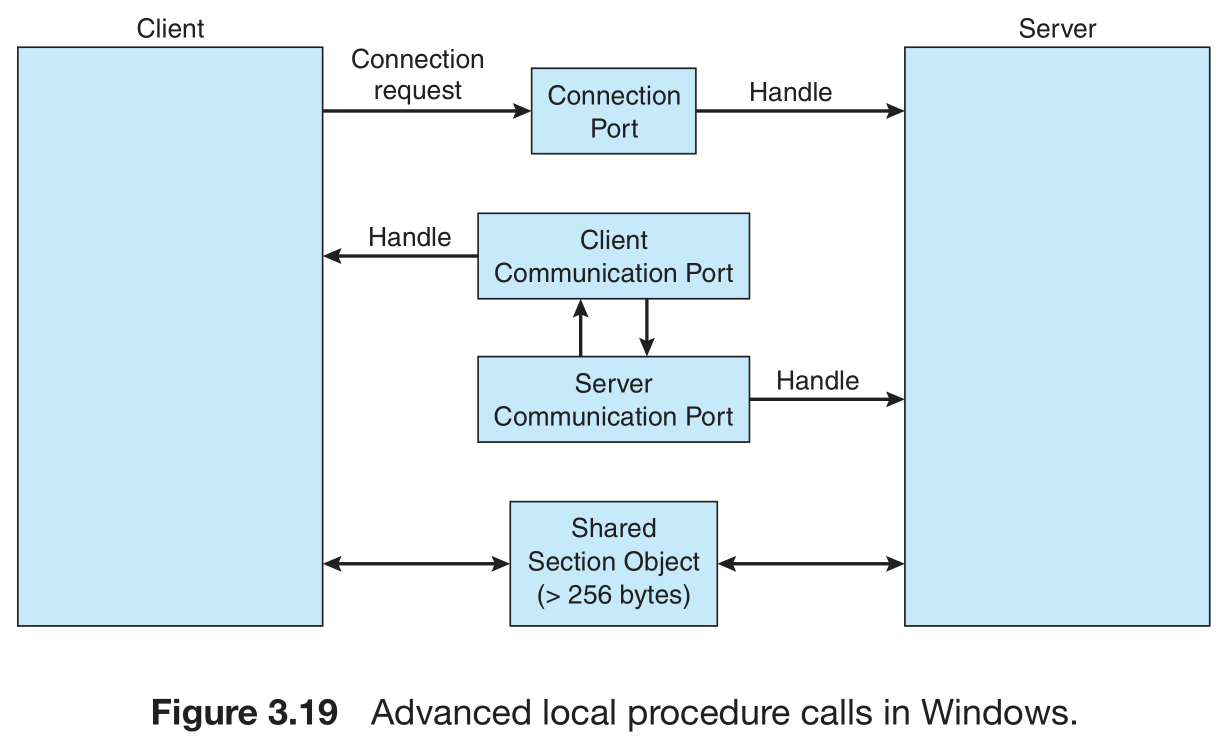 Client
Server
Connection
request
Connection
Port
Handle
Handle
Client
Communication Port
Server
Communication Port
Handle
Shared
Section Object
(> 256 bytes)
Figure 3.19 Advanced local procedure calls in Windows.